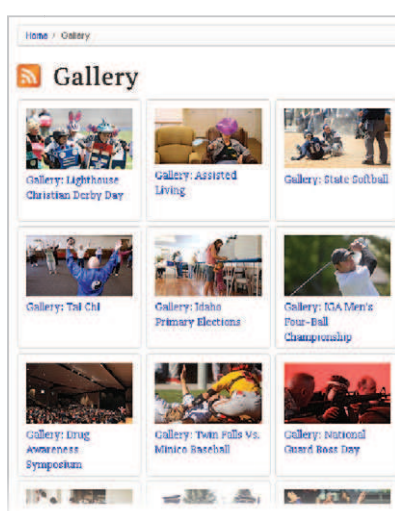 Home / Gallery
Gallery
Gallery: Lighthouse
Christian Derby Day
Gallery: Assisted
Living
Gallery: State Softball
Gallery: Tai Chi
Gallery: Idaho
Primary Elections
Gallery: IGA Men's
Four-Ball
Championship
Gallery: Drug
Awareness
Symposium
Gallery: Twin Falls Vs.
Minico Baseball
Gallery: National
Guard Boss Day